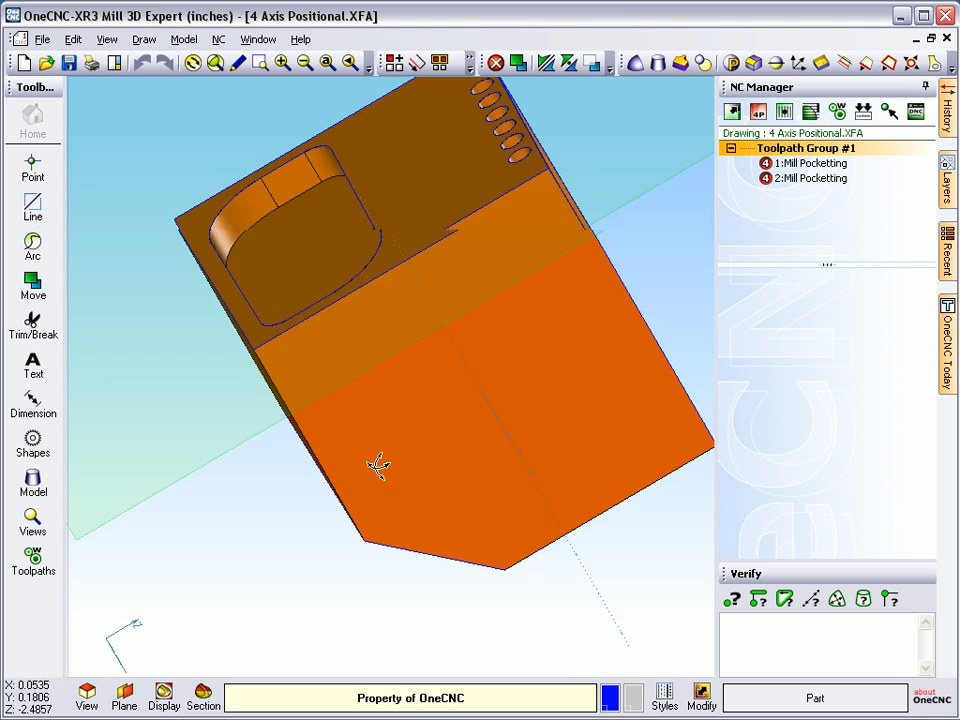 OneCNC-XR3 Mill 3D Expert (inches) - [4 Axis Positional.XFA]
File Edit View Draw Model NC Window Help
Toolb...
Home
Point
Line
Arc
Move
Trim/Break
A
Text
Dimension
Shapes
Model
Views
Toolpaths
NC Manager
4P
Drawing : 4 Axis Positional.XFA
Toolpath Group #1
4 1:Mill Pocketting
4 2:Mill Pocketting
History
Layers
Recent
OneCNC Today
Verify
X: 0.0535
Y: 0.1806
Z: -2.4857
View
Plane
Display
Section
Property of OneCNC
Styles
Modify
Part
about
OneCNC